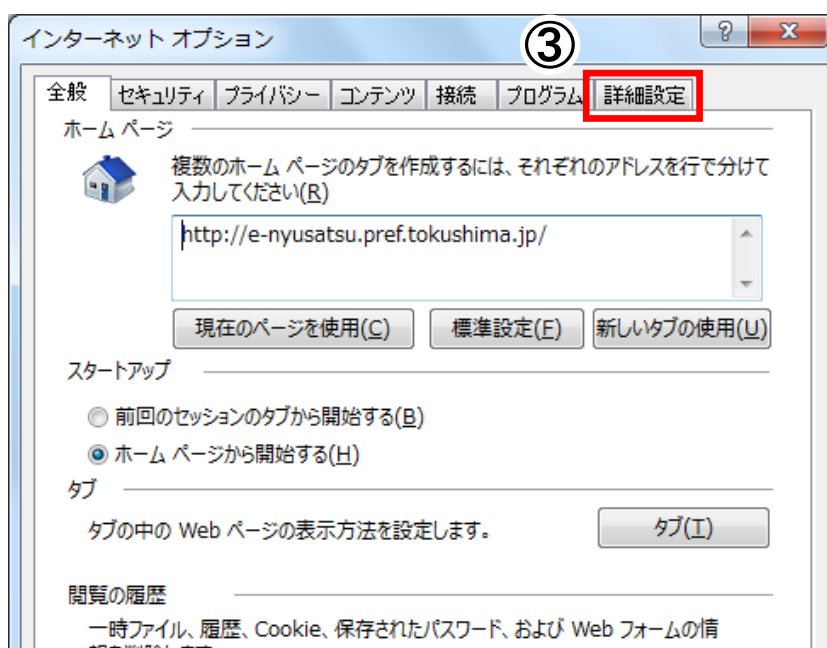 インターネット オプション
③
全般 セキュリティ プライバシー コンテンツ 接続 プログラム 詳細設定
ホーム ページ
複数のホーム ページのタブを作成するには、それぞれのアドレスを行で分けて
入力してください(R)
http://e-nyusatsu.pref.tokushima.jp/
現在のページを使用(C) 標準設定(F) 新しいタブの使用(U)
スタートアップ
前回のセッションのタブから開始する(B)
ホーム ページから開始する(H)
タブ
タブの中の Web ページの表示方法を設定します。 タブ(T)
閲覧の履歴
一時ファイル、履歴、Cookie、保存されたパスワード、および Web フォームの情